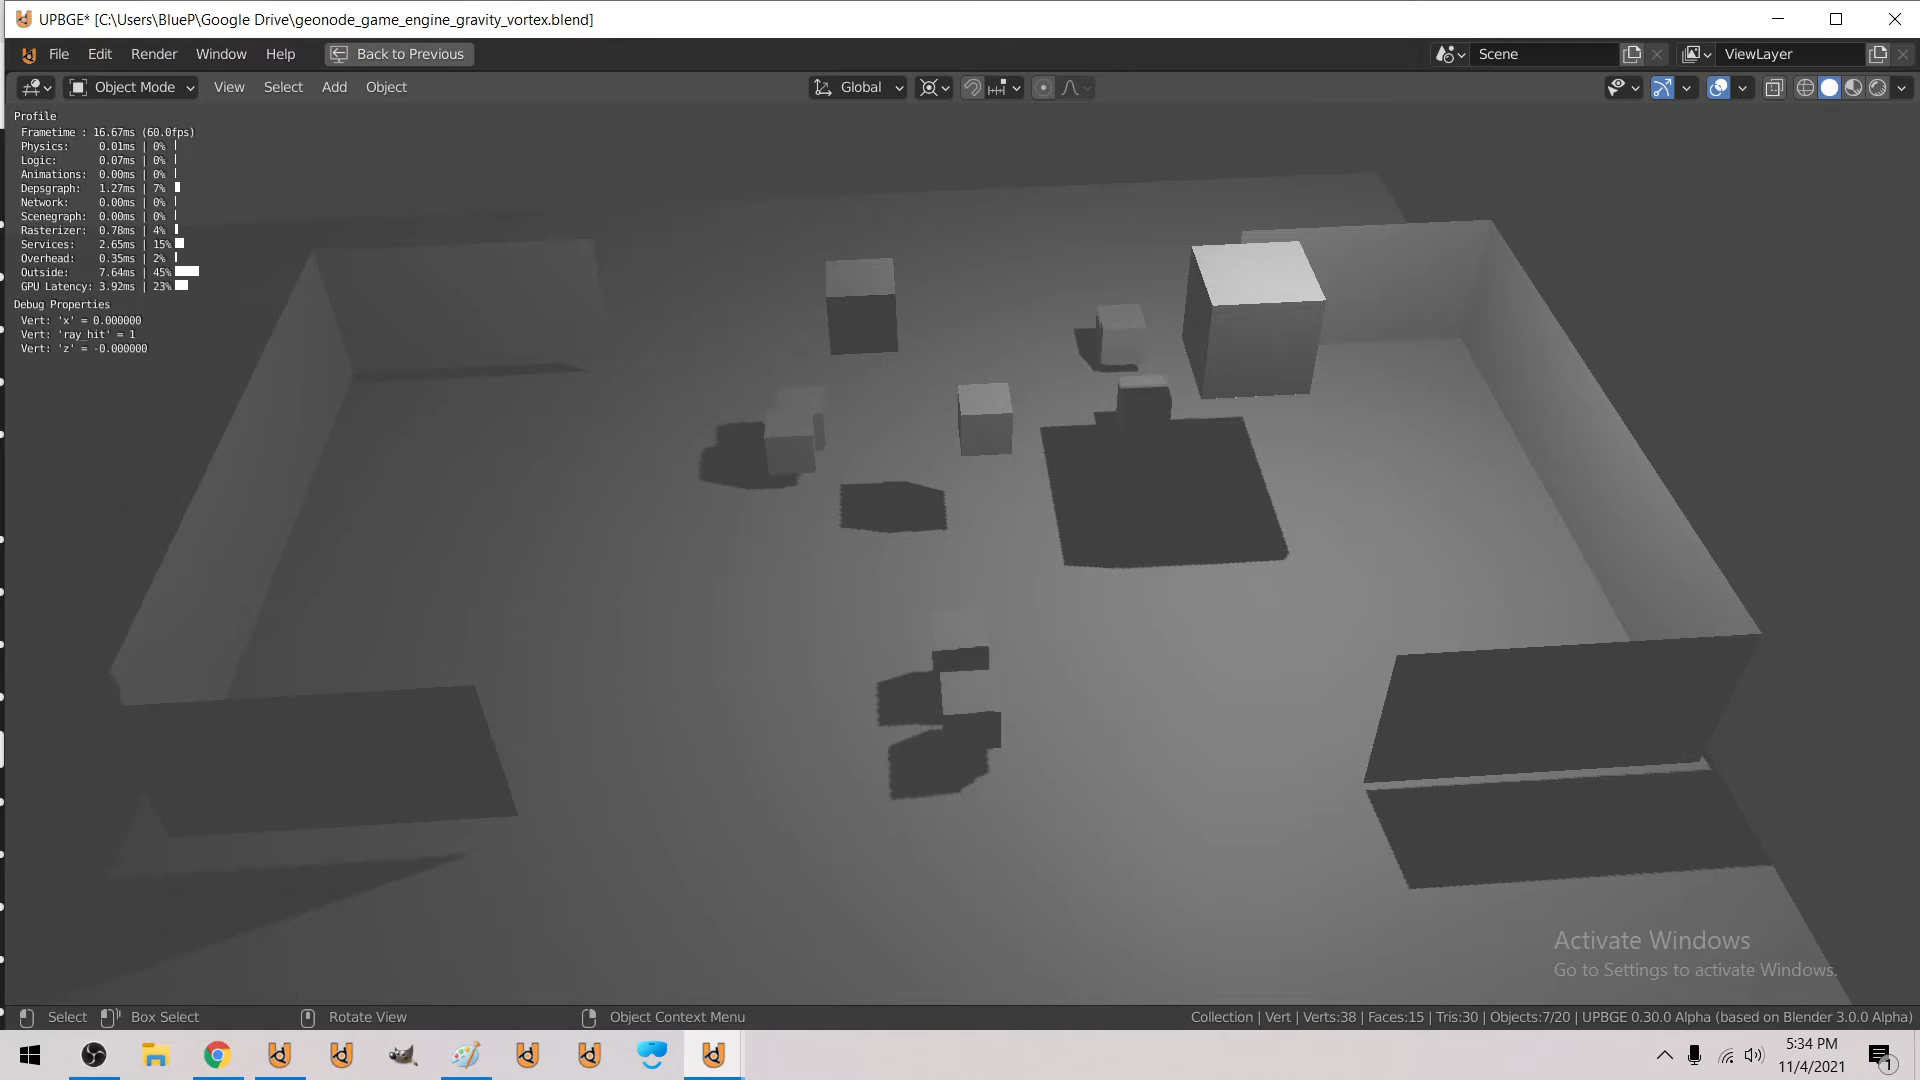 UPBGE* [C:\Users\BlueP\Google Drive\geonode_game_engine_gravity_vortex.blend]
File Edit Render Window Help Back to Previous Scene ViewLayer
Object Mode View Select Add Object Global
Profile
Frametime : 16.67ms (60.0fps)
Physics: 0.01ms | 0%
Logic: 0.07ms | 0%
Animations: 0.00ms | 0%
Depsgraph: 1.27ms | 7%
Network: 0.00ms | 0%
Scenegraph: 0.00ms | 0%
Rasterizer: 0.78ms | 4%
Services: 2.65ms | 15%
Overhead: 0.35ms | 2%
Outside: 7.64ms | 45%
GPU Latency: 3.92ms | 23%
Debug Properties
Vert: 'x' = 0.000000
Vert: 'ray_hit' = 1
Vert: 'z' = -0.000000
Activate Windows
Go to Settings to activate Windows.
Select Box Select Rotate View Object Context Menu Collection | Vert | Verts:38 | Faces:15 | Tris:30 | Objects:7/20 | UPBGE 0.30.0 Alpha (based on Blender 3.0.0 Alpha)
5:34 PM
11/4/2021
1